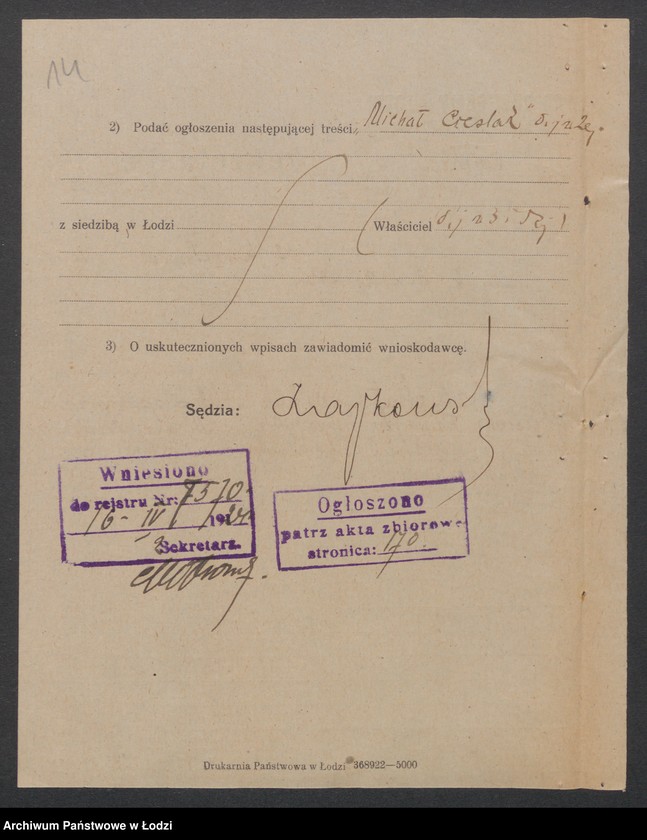 14
2) Podać ogłoszenia następującej treści, „Michał Cieślak”
z siedzibą w Łodzi (Właściciel
3) O uskutecznionych wpisach zawiadomić wnioskodawcę.
Sędzia:
Wniesiono
do rejstru Nr: 7570
16 - IV 1924
Sekretarz.
Ogłoszono
patrz akta zbiorowe
stronica: 170.
Drukarnia Państwowa w Łodzi 368922—5000
Archiwum Państwowe w Łodzi